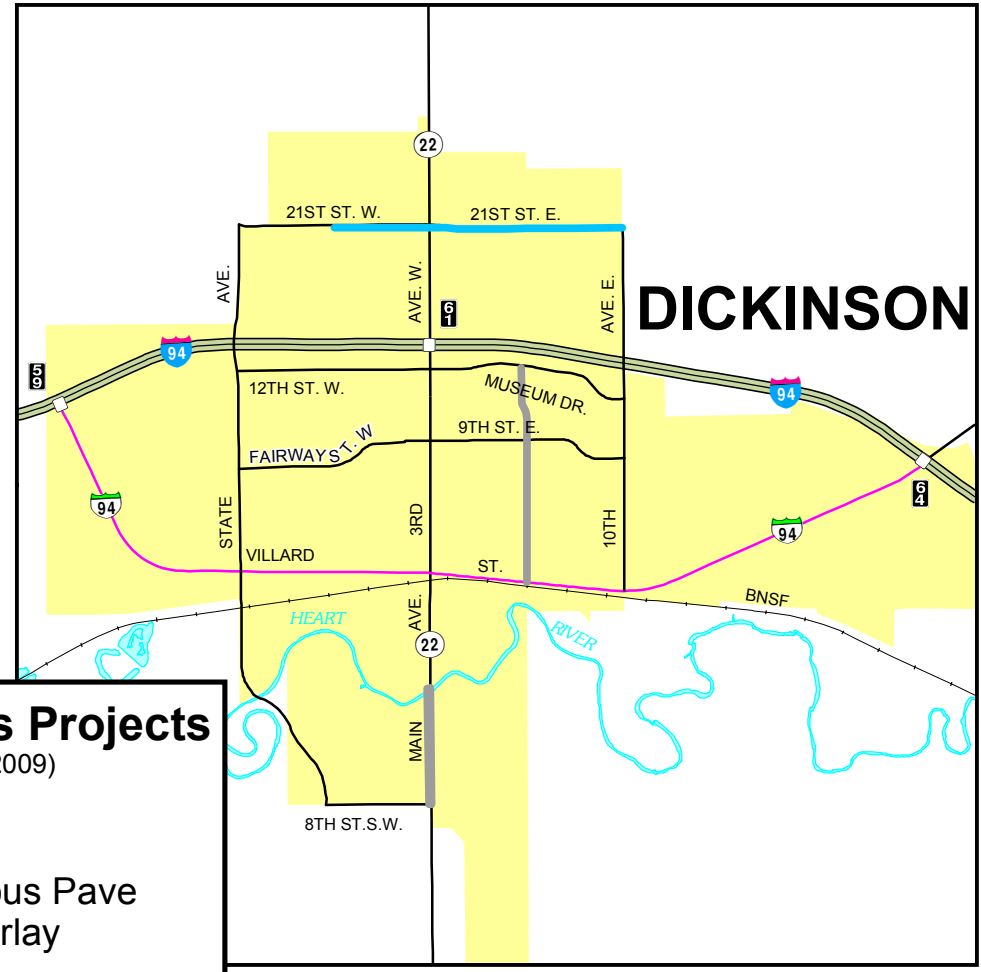 22
21ST ST. W.
21ST ST. E.
AVE.
AVE. W.
AVE. E.
61
DICKINSON
94
59
94
12TH ST. W.
MUSEUM DR.
9TH ST. E.
FAIRWAY ST. W
94
64
94
STATE
3RD
10TH
VILLARD
ST.
BNSF
HEART
AVE.
RIVER
22
MAIN
8TH ST.S.W.
s Projects
2009)
ous Pave
rlay